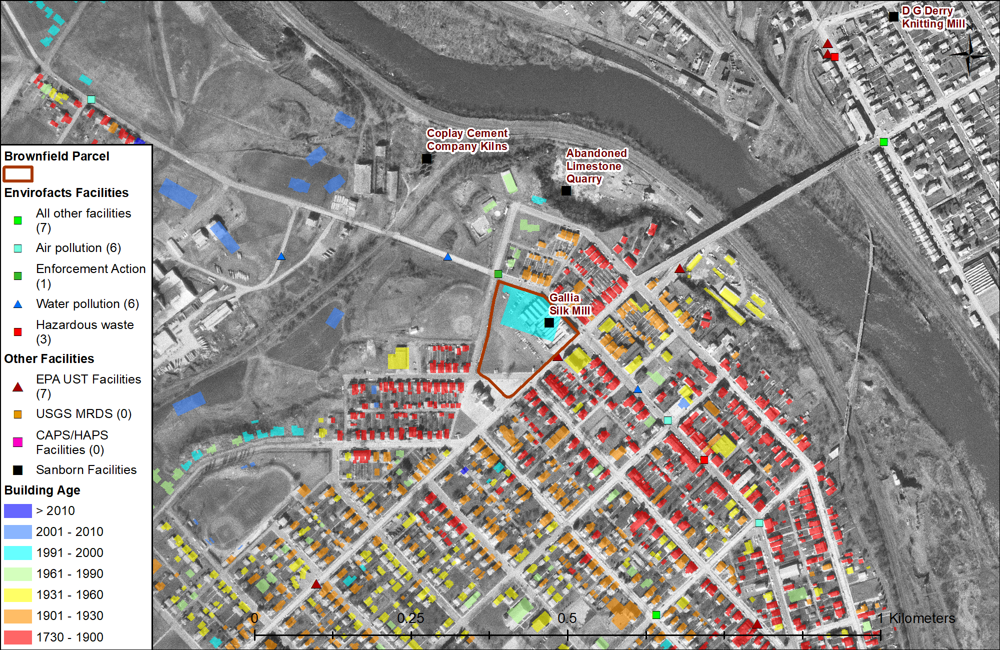 D G Derry
Knitting Mill
N
Coplay Cement
Company Kilns
Abandoned
Limestone
Quarry
Gallia
Silk Mill
Brownfield Parcel
Envirofacts Facilities
All other facilities
(7)
Air pollution (6)
Enforcement Action
(1)
Water pollution (6)
Hazardous waste
(3)
Other Facilities
EPA UST Facilities
(7)
USGS MRDS (0)
CAPS/HAPS
Facilities (0)
Sanborn Facilities
Building Age
> 2010
2001 - 2010
1991 - 2000
1961 - 1990
1931 - 1960
1901 - 1930
1730 - 1900
0 0.25 0.5 1 Kilometers